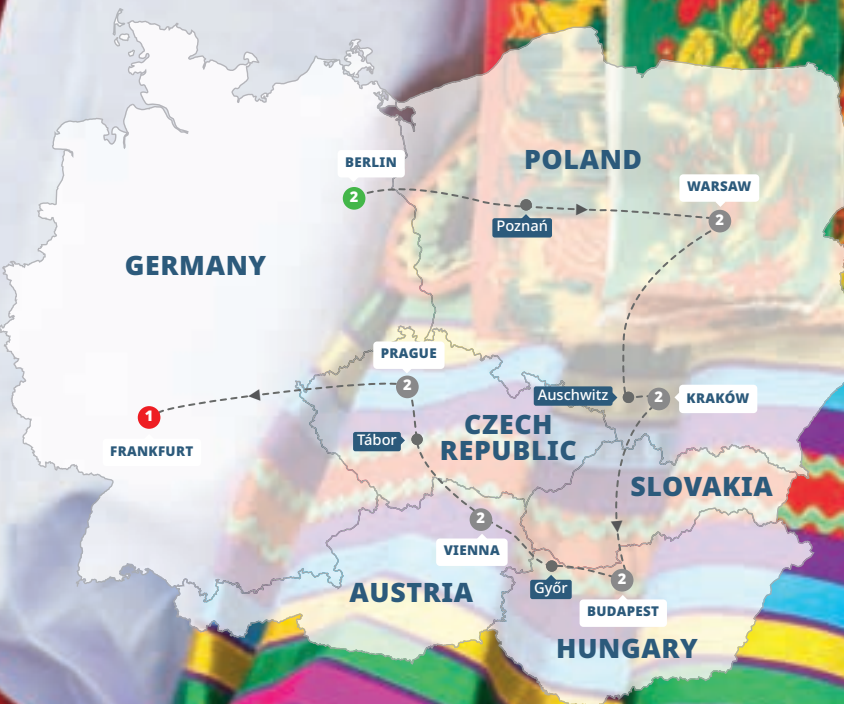 BERLIN
2
POLAND
WARSAW
2
Poznań
GERMANY
PRAGUE
2
Auschwitz
2
KRAKÓW
1
FRANKFURT
Tábor
CZECH
REPUBLIC
SLOVAKIA
2
VIENNA
Győr
2
BUDAPEST
AUSTRIA
HUNGARY